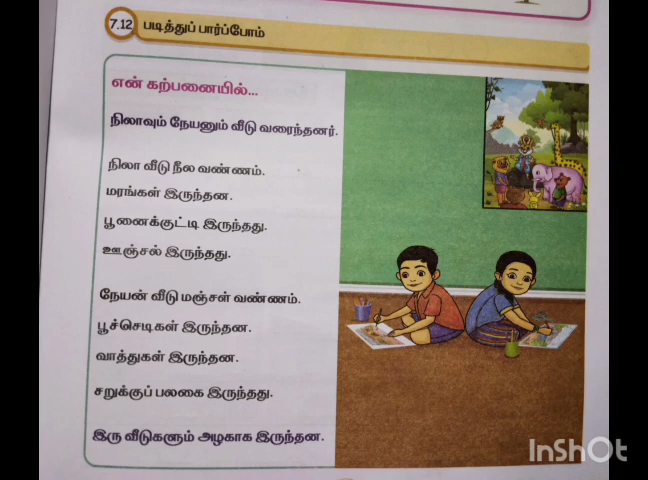 7.12 படித்துப் பார்ப்போம்
என் கற்பனையில்...
நிலாவும் நேயனும் வீடு வரைந்தனர்.
நிலா வீடு நீல வண்ணம்.
மரங்கள் இருந்தன.
பூனைக்குட்டி இருந்தது.
ஊஞ்சல் இருந்தது.
நேயன் வீடு மஞ்சள் வண்ணம்.
பூச்செடிகள் இருந்தன.
வாத்துகள் இருந்தன.
சறுக்குப் பலகை இருந்தது.
இரு வீடுகளும் அழகாக இருந்தன.
InShOt